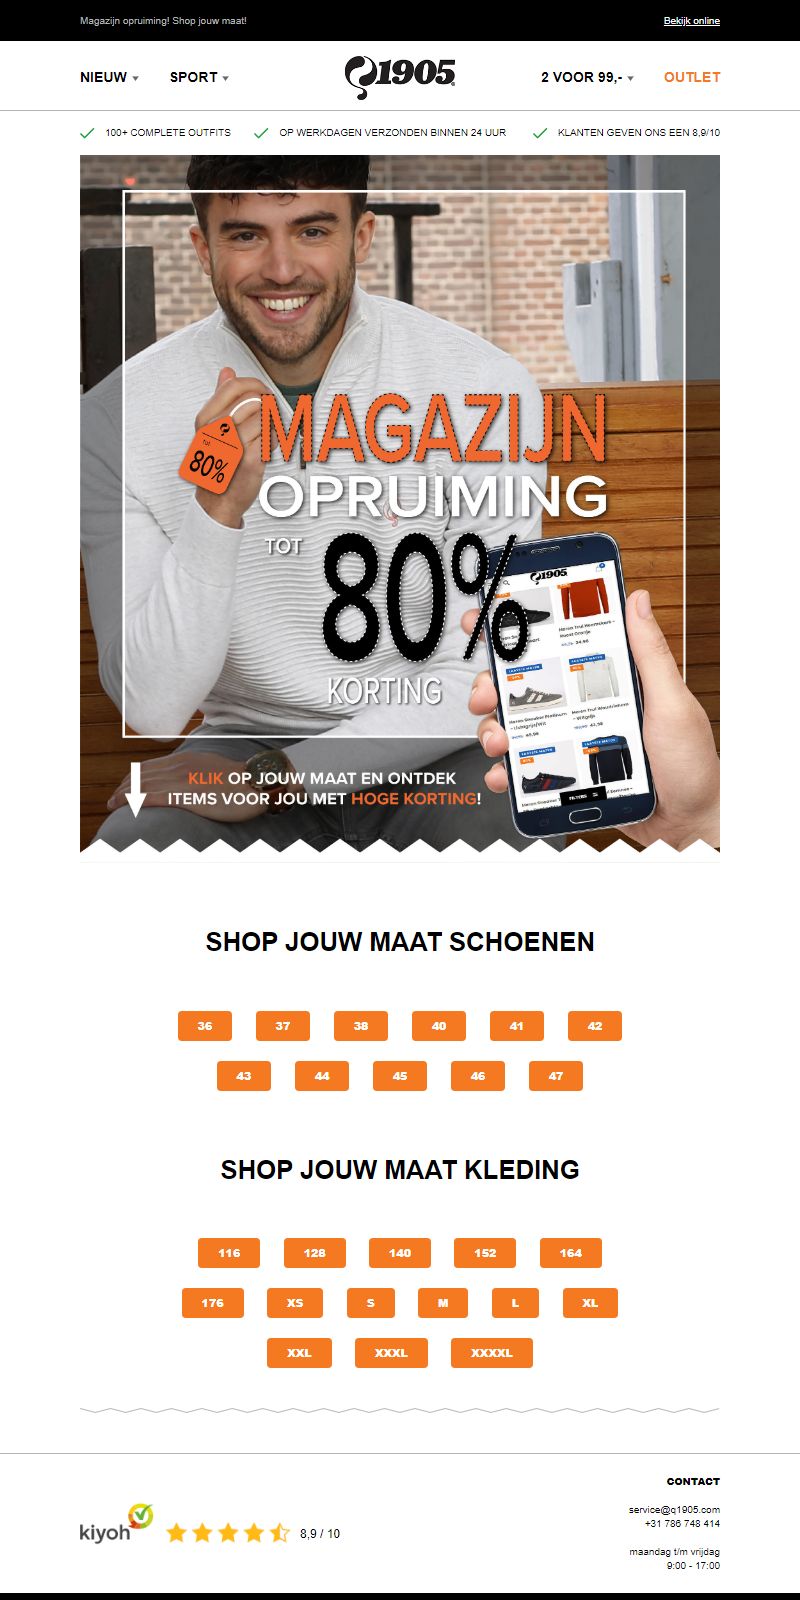 Magazijn opruiming! Shop jouw maat!
Bekijk online
NIEUW
SPORT
1905
2 VOOR 99,-
OUTLET
100+ COMPLETE OUTFITS
OP WERKDAGEN VERZONDEN BINNEN 24 UUR
KLANTEN GEVEN ONS EEN 8,9/10
tot
80%
MAGAZIJN
OPRUIMING
TOT
80%
KORTING
1905
FILTERS
KLIK OP JOUW MAAT EN ONTDEK
ITEMS VOOR JOU MET HOGE KORTING!
SHOP JOUW MAAT SCHOENEN
36 37 38 40 41 42
43 44 45 46 47
SHOP JOUW MAAT KLEDING
116 128 140 152 164
176 XS S M L XL
XXL XXXL XXXXL
CONTACT
service@q1905.com
+31 786 748 414
maandag t/m vrijdag
9:00 - 17:00
kiyoh
8,9 / 10